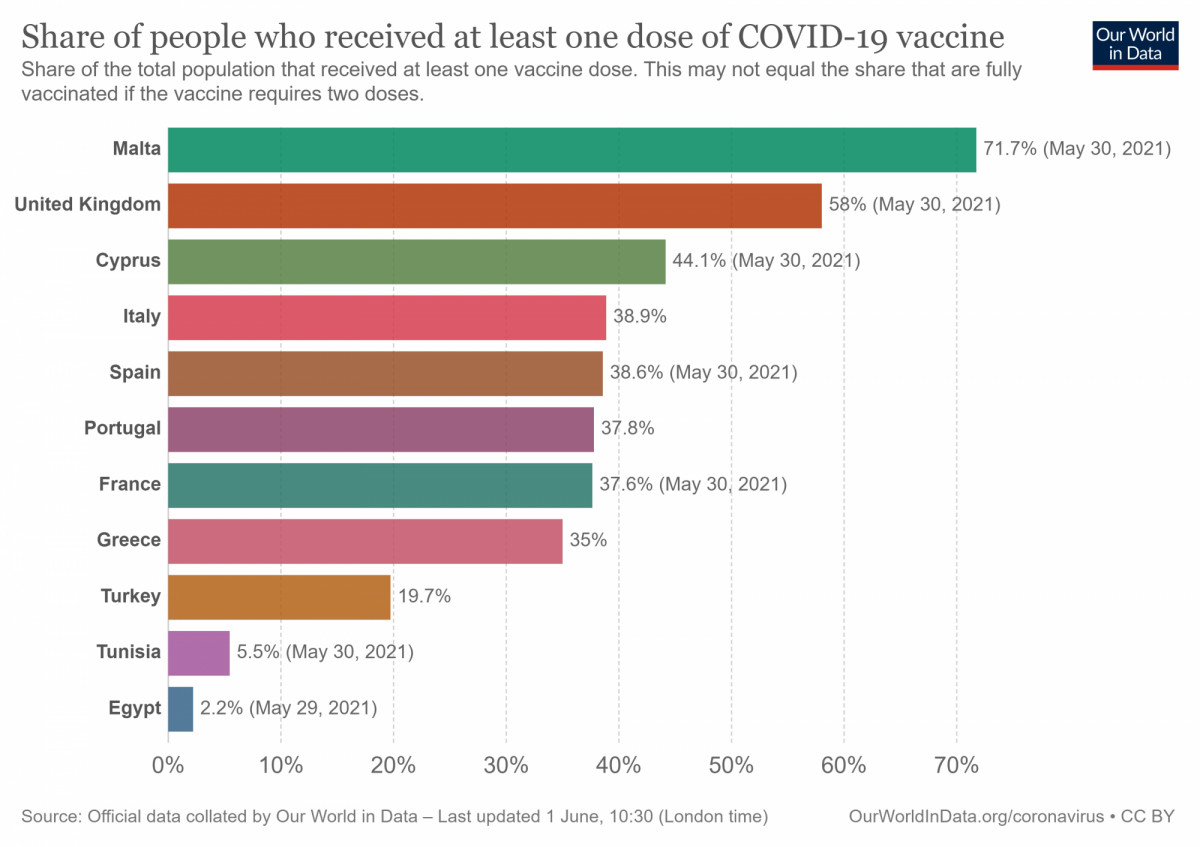 Share of people who received at least one dose of COVID-19 vaccine
Our World
in Data
Share of the total population that received at least one vaccine dose. This may not equal the share that are fully
vaccinated if the vaccine requires two doses.
Malta 71.7% (May 30, 2021)
United Kingdom 58% (May 30, 2021)
Cyprus 44.1% (May 30, 2021)
Italy 38.9%
Spain 38.6% (May 30, 2021)
Portugal 37.8%
France 37.6% (May 30, 2021)
Greece 35%
Turkey 19.7%
Tunisia 5.5% (May 30, 2021)
Egypt 2.2% (May 29, 2021)
0% 10% 20% 30% 40% 50% 60% 70%
Source: Official data collated by Our World in Data – Last updated 1 June, 10:30 (London time) OurWorldInData.org/coronavirus • CC BY